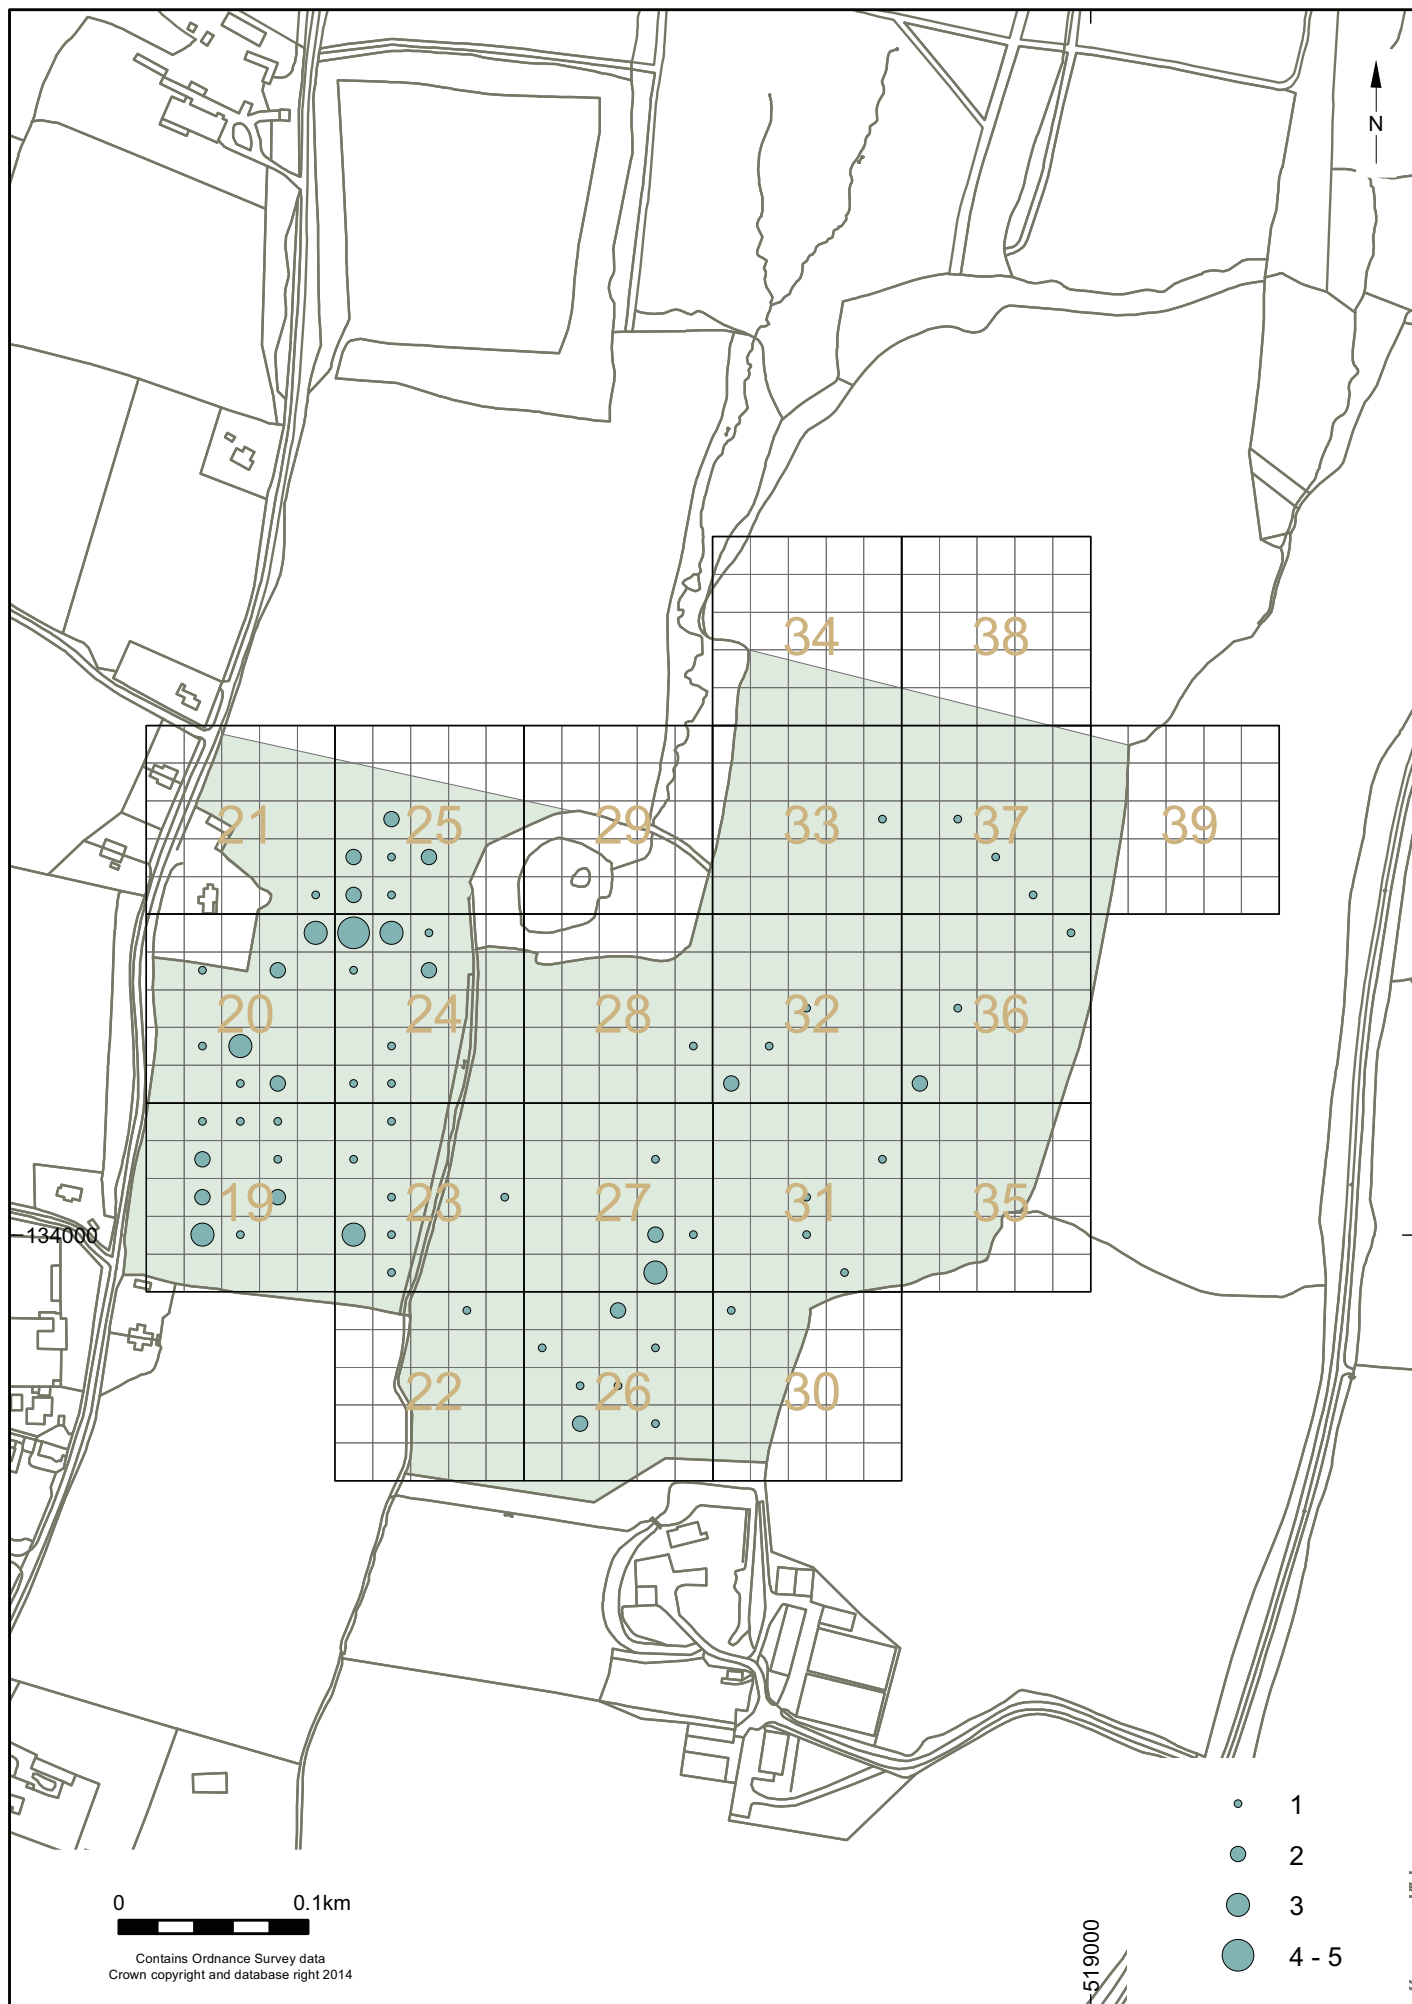 N
34 38
21 25 29 33 37 39
20 24 28 32 36
19 23 27 31 35
134000
22 26 30
1
2
3
4 - 5
0 0.1km
Contains Ordnance Survey data
Crown copyright and database right 2014
519000